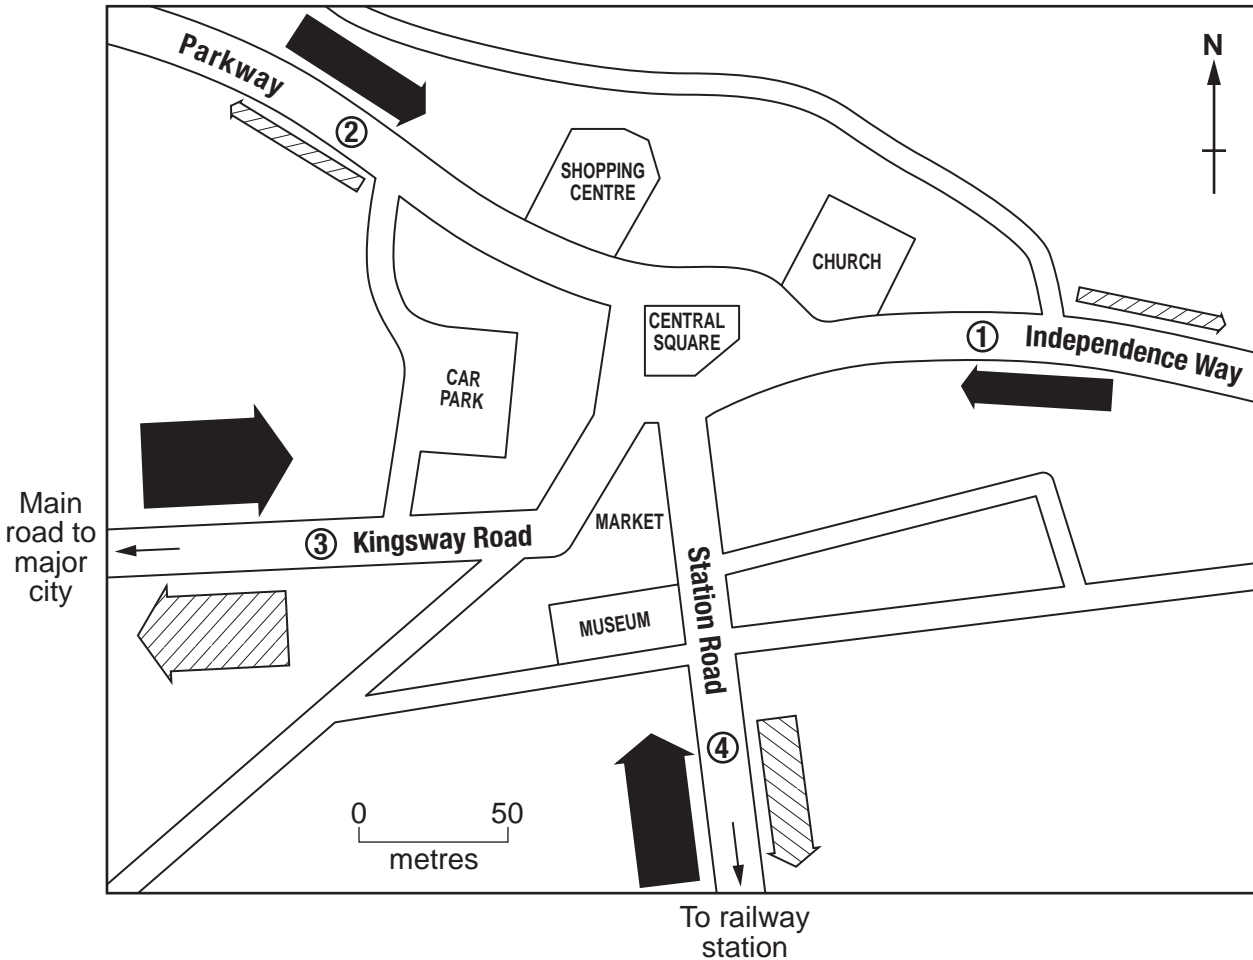 N
Parkway
②
SHOPPING
CENTRE
CHURCH
CENTRAL
SQUARE
① Independence Way
CAR
PARK
Main
road to
major
city
③ Kingsway Road
MARKET
Station Road
MUSEUM
④
0 50
metres
To railway
station